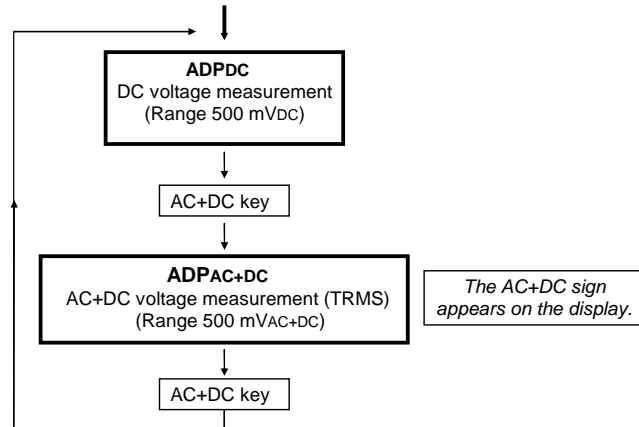 ADPDC
DC voltage measurement
(Range 500 mVDC)
AC+DC key
ADPAC+DC
AC+DC voltage measurement (TRMS)
(Range 500 mVAC+DC)
The AC+DC sign
appears on the display.
AC+DC key